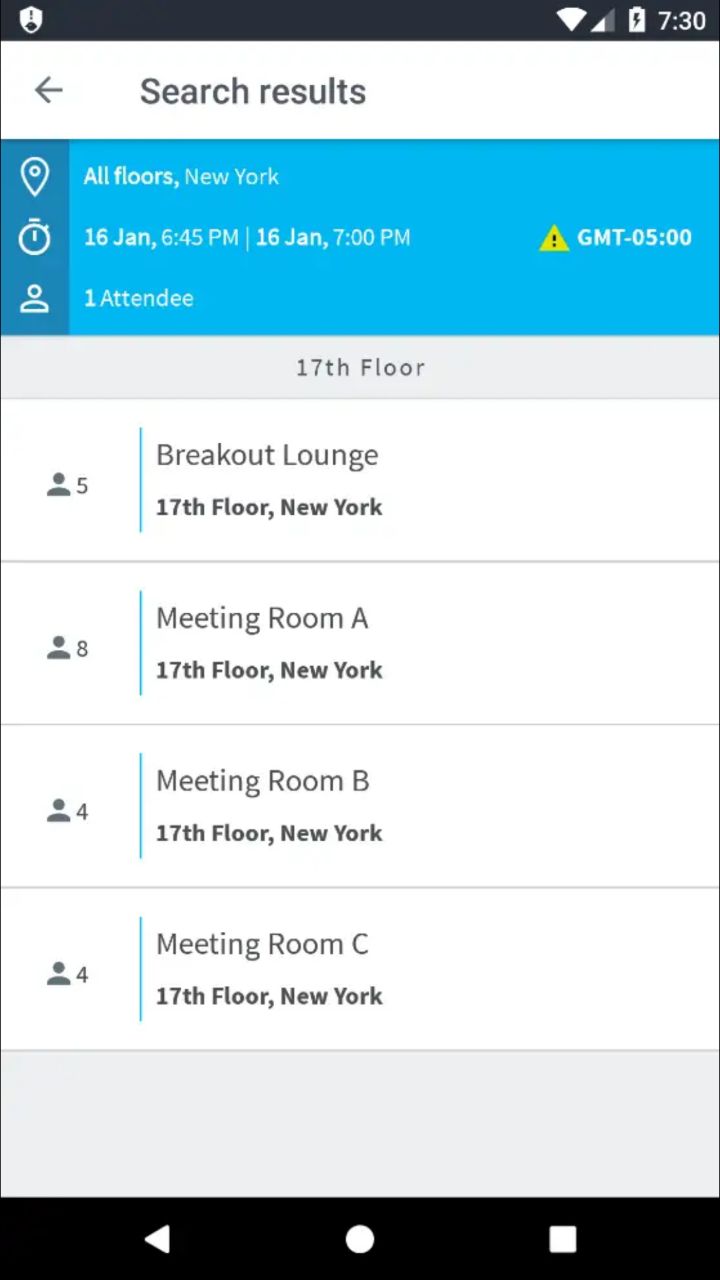 7:30
Search results
All floors, New York
16 Jan, 6:45 PM | 16 Jan, 7:00 PM GMT-05:00
1 Attendee
17th Floor
Breakout Lounge
5
17th Floor, New York
Meeting Room A
8
17th Floor, New York
Meeting Room B
4
17th Floor, New York
Meeting Room C
4
17th Floor, New York